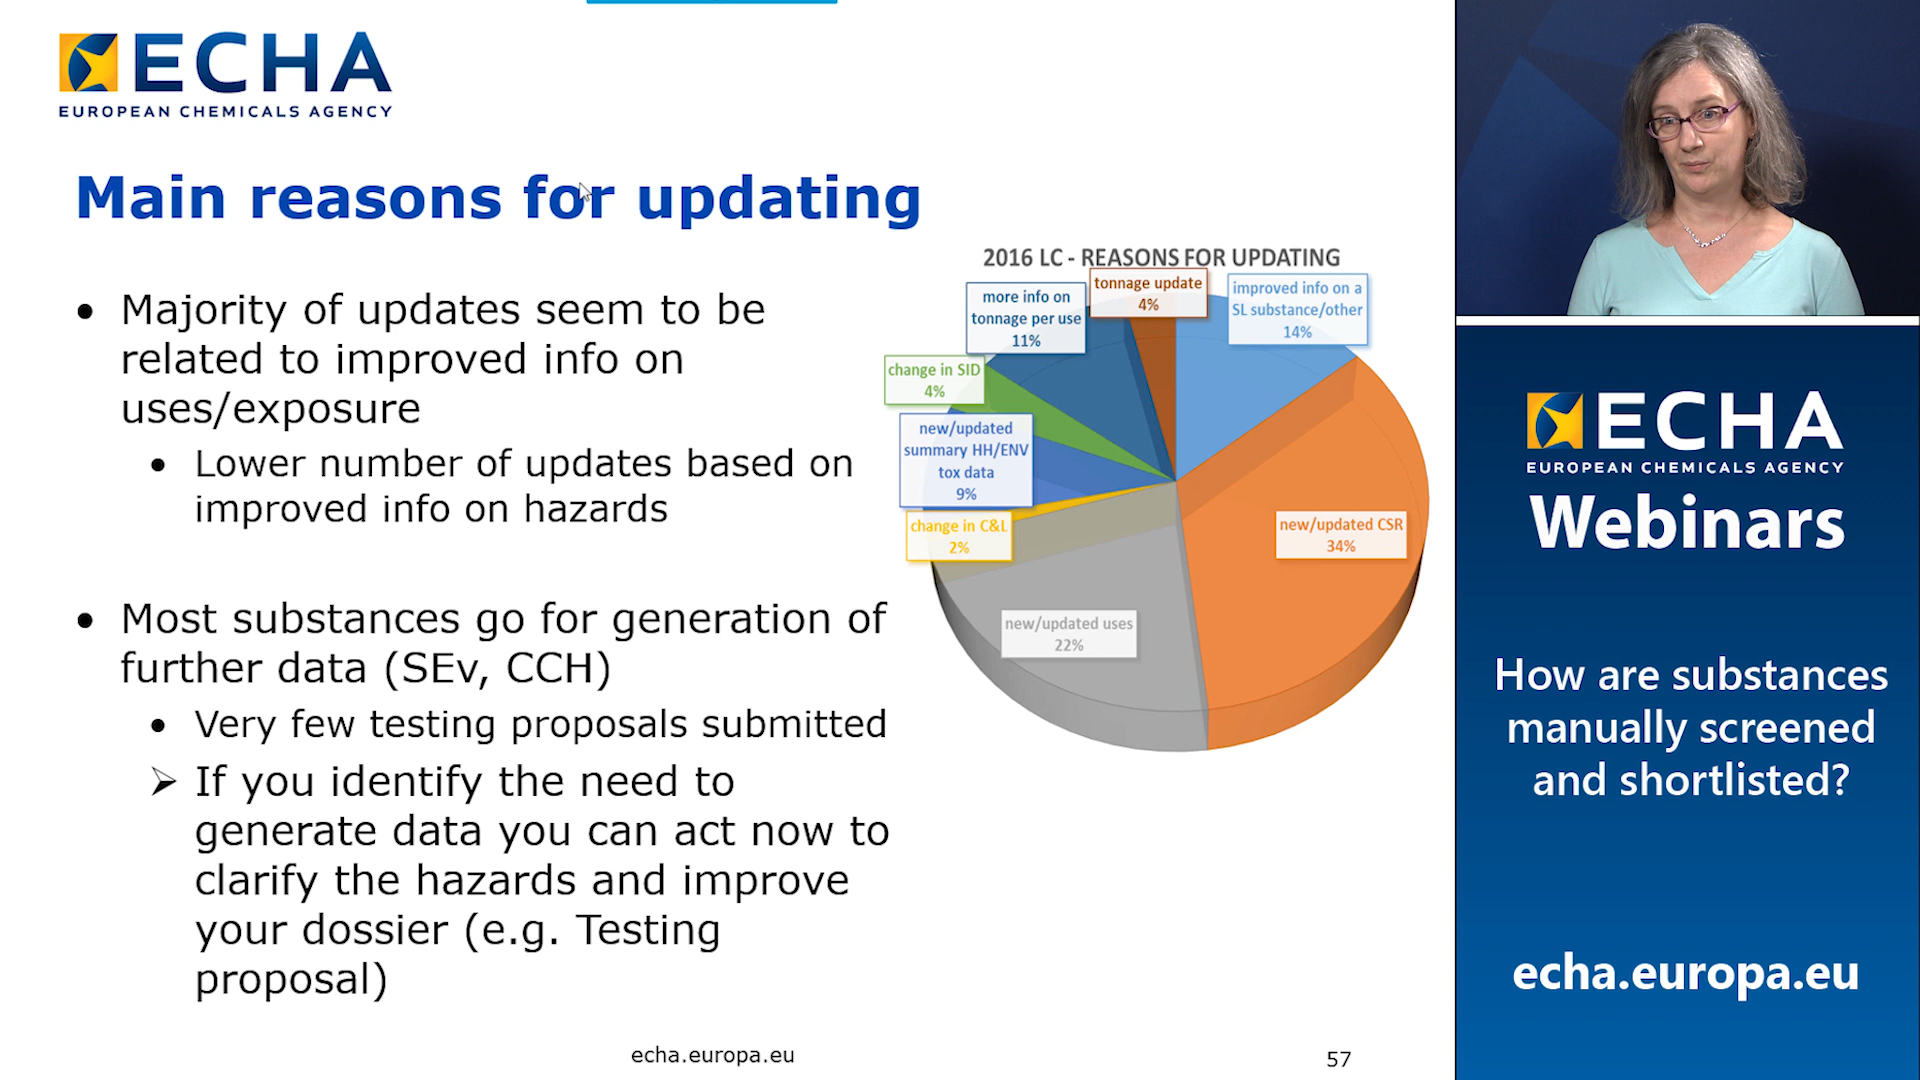 ECHA
EUROPEAN CHEMICALS AGENCY
Main reasons for updating
• Majority of updates seem to be
related to improved info on
uses/exposure
• Lower number of updates based on
improved info on hazards
• Most substances go for generation of
further data (SEv, CCH)
• Very few testing proposals submitted
➢ If you identify the need to
generate data you can act now to
clarify the hazards and improve
your dossier (e.g. Testing
proposal)
2016 LC - REASONS FOR UPDATING
tonnage update
4%
improved info on a
SL substance/other
14%
more info on
tonnage per use
11%
change in SID
4%
new/updated
summary HH/ENV
tox data
9%
change in C&L
2%
new/updated CSR
34%
new/updated uses
22%
echa.europa.eu
57
ECHA
EUROPEAN CHEMICALS AGENCY
Webinars
How are substances
manually screened
and shortlisted?
echa.europa.eu